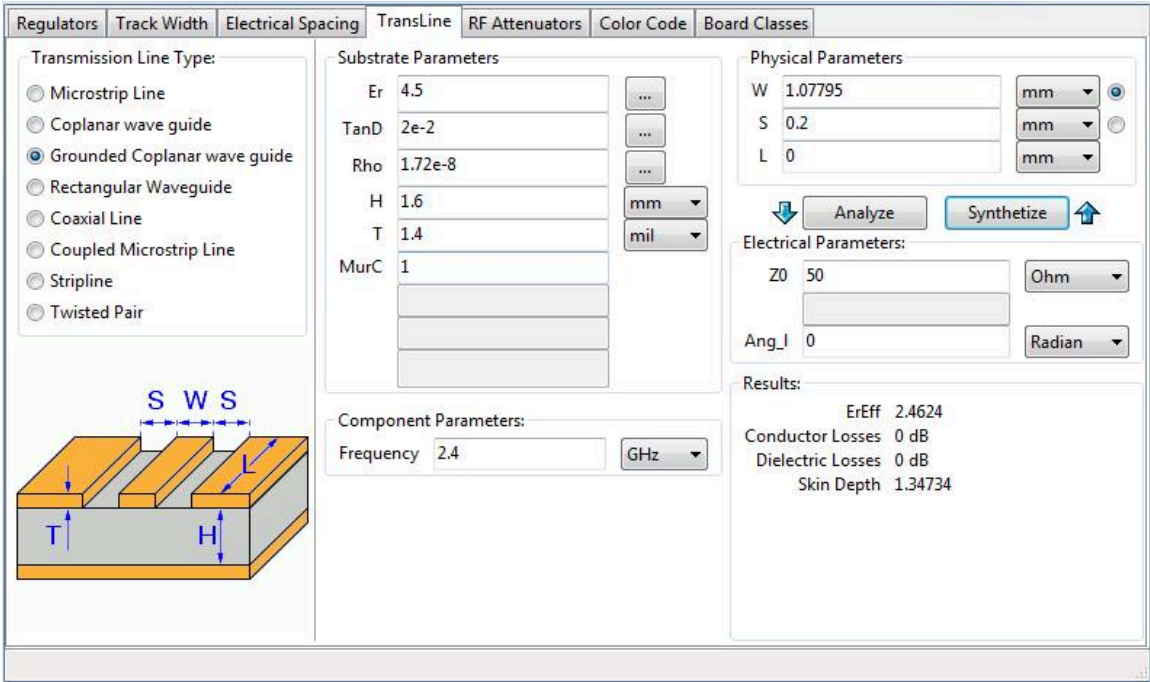 Regulators Track Width Electrical Spacing TransLine RF Attenuators Color Code Board Classes
Transmission Line Type:
Microstrip Line
Coplanar wave guide
Grounded Coplanar wave guide
Rectangular Waveguide
Coaxial Line
Coupled Microstrip Line
Stripline
Twisted Pair
S W S
L
T
H
Substrate Parameters
Er 4.5 ...
TanD 2e-2 ...
Rho 1.72e-8 ...
H 1.6 mm
T 1.4 mil
MurC 1
Component Parameters:
Frequency 2.4 GHz
Physical Parameters
W 1.07795 mm
S 0.2 mm
L 0 mm
Analyze Synthetize
Electrical Parameters:
Z0 50 Ohm
Ang_l 0 Radian
Results:
ErEff 2.4624
Conductor Losses 0 dB
Dielectric Losses 0 dB
Skin Depth 1.34734